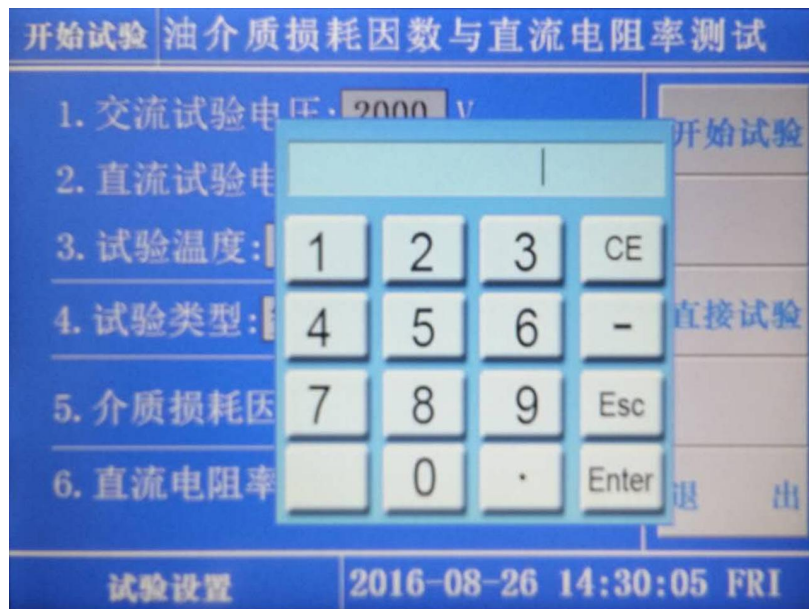 开始试验 油介质损耗因数与直流电阻率测试
1. 交流试验电压: 2000 V
2. 直流试验电
3. 试验温度:
4. 试验类型:
5. 介质损耗因
6. 直流电阻率
1 2 3 CE
4 5 6 -
7 8 9 Esc
0 . Enter
开始试验
直接试验
退 出
试验设置 2016-08-26 14:30:05 FRI